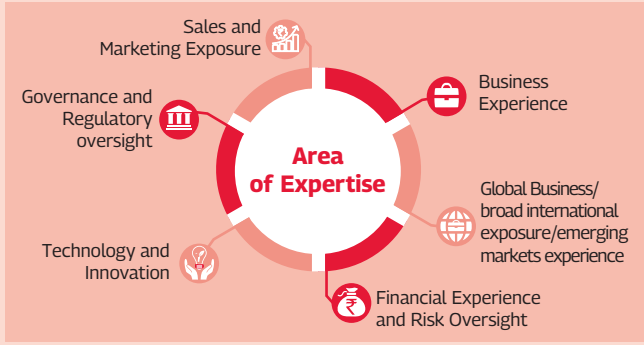 Sales and
Marketing Exposure
Business
Experience
Governance and
Regulatory
oversight
Area
of Expertise
Global Business/
broad international
exposure/emerging
markets experience
Technology and
Innovation
Financial Experience
and Risk Oversight
₹